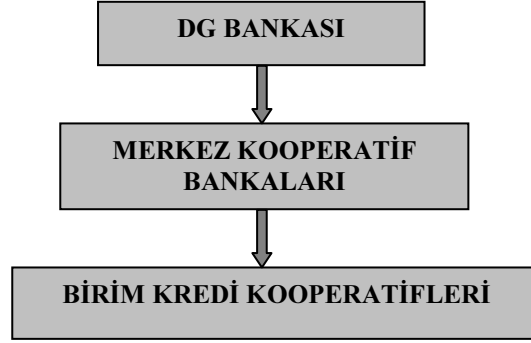 DG BANKASI
MERKEZ KOOPERATİF
BANKALARI
BİRİM KREDİ KOOPERATİFLERİ